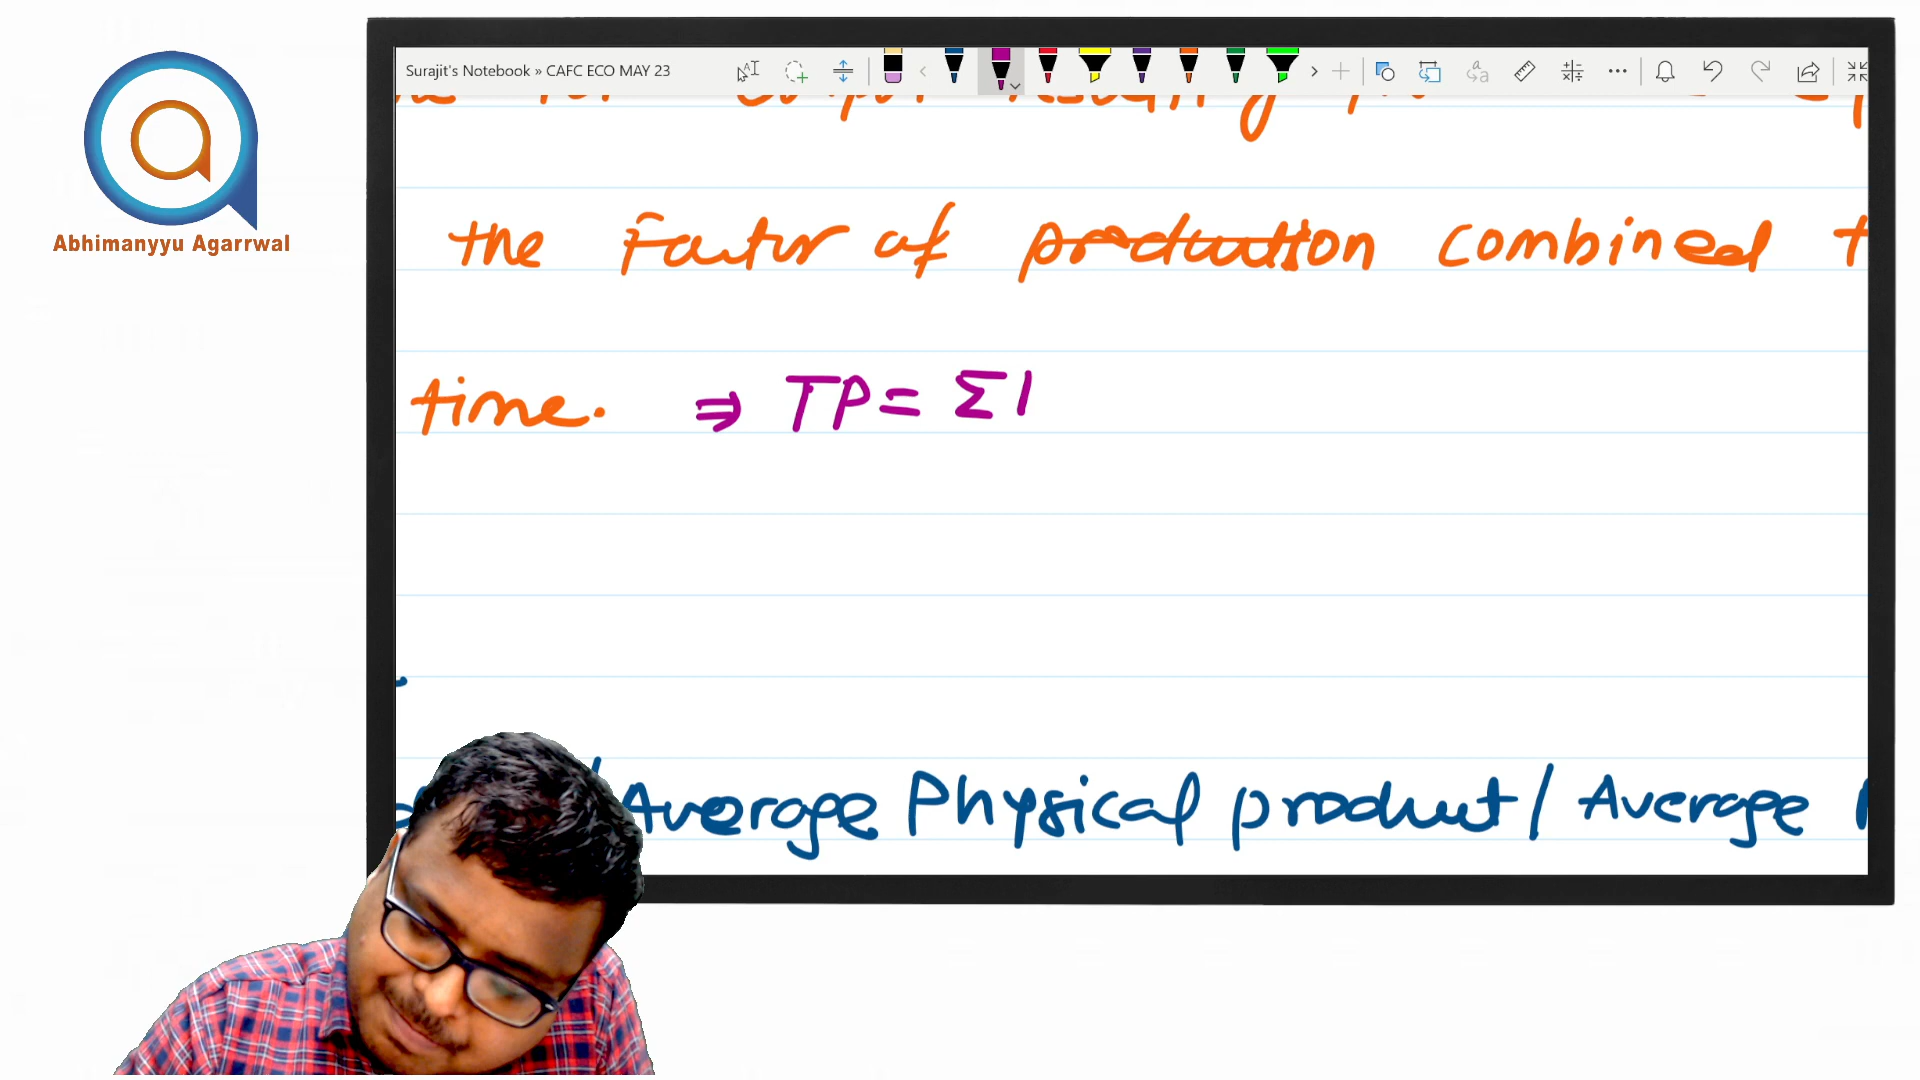 Abhimanyyu Agarrwal
Surajit's Notebook » CAFC ECO MAY 23
the Factor of production combined
time. ⇒ TP = Σ
Average Physical product / Average